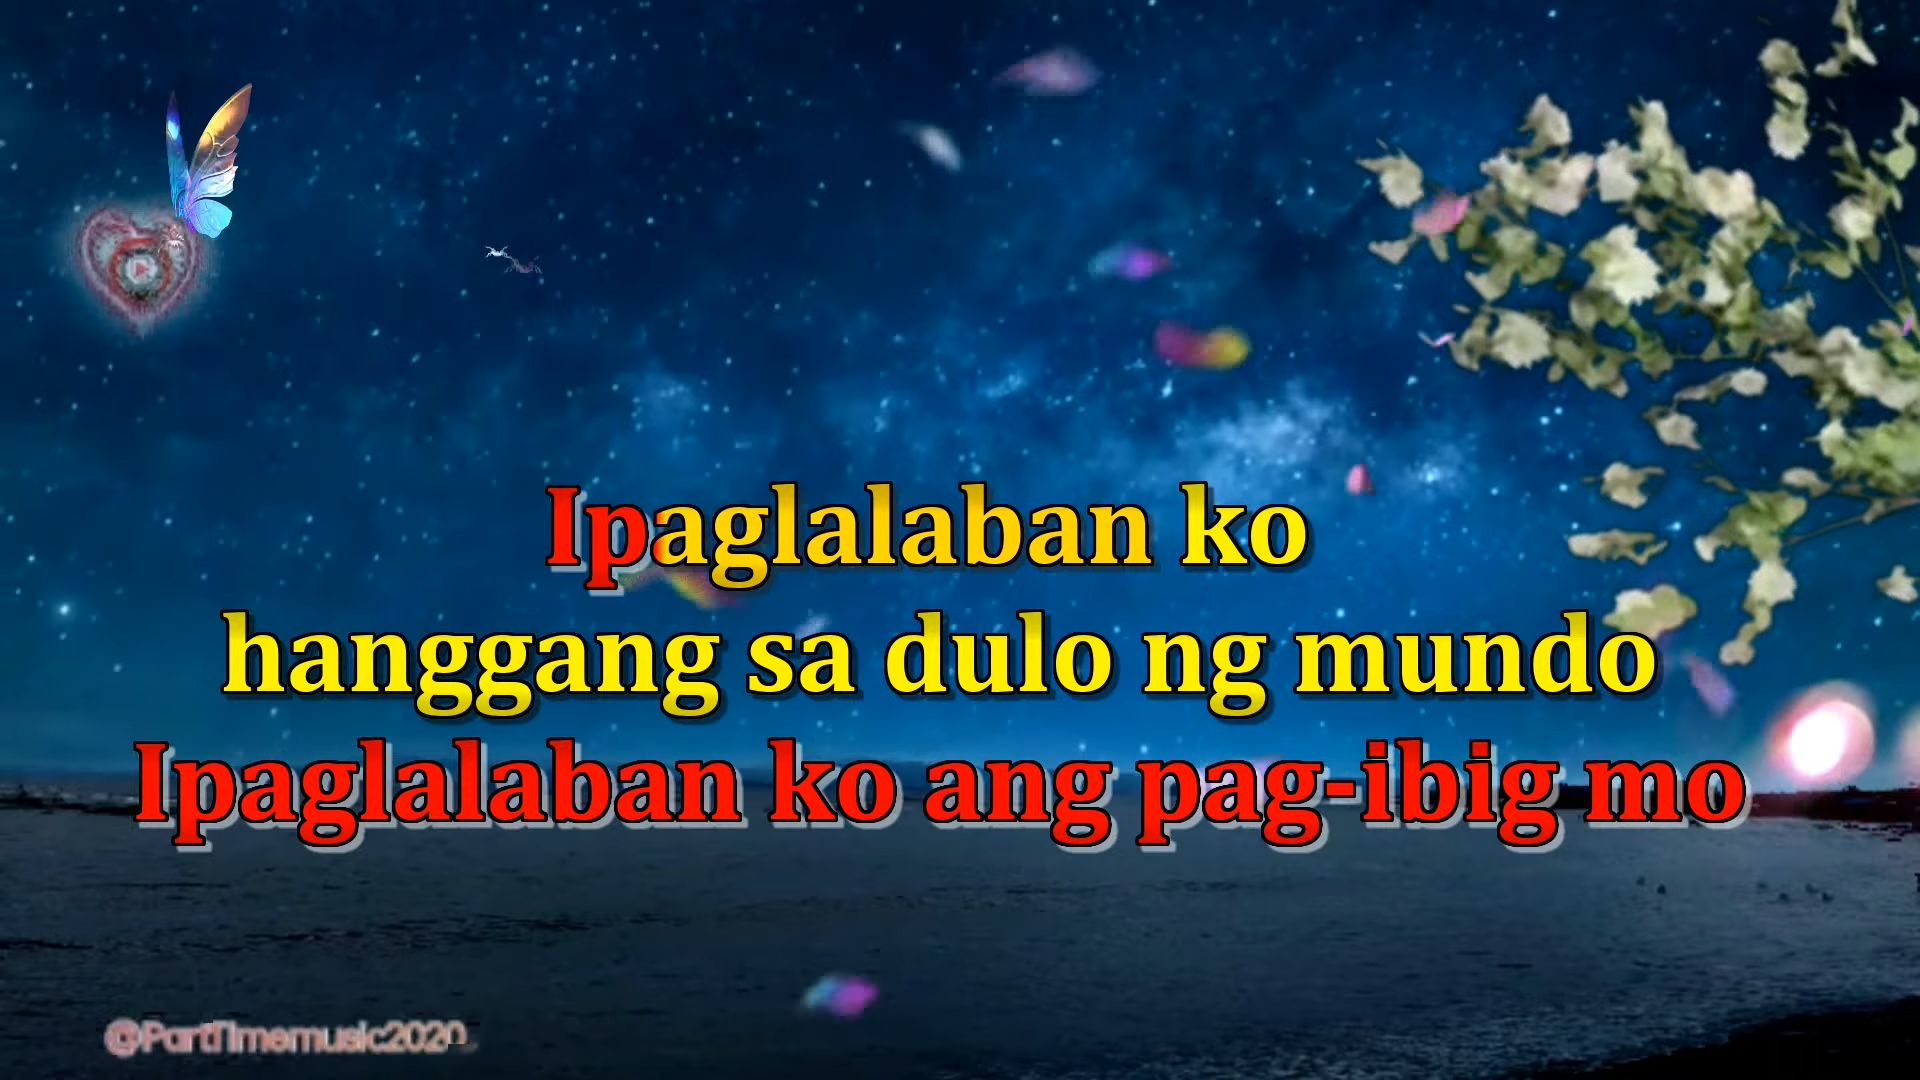 Ipaglalaban ko
hanggang sa dulo ng mundo
Ipaglalaban ko ang pag-ibig mo
@PartTimemusic2020